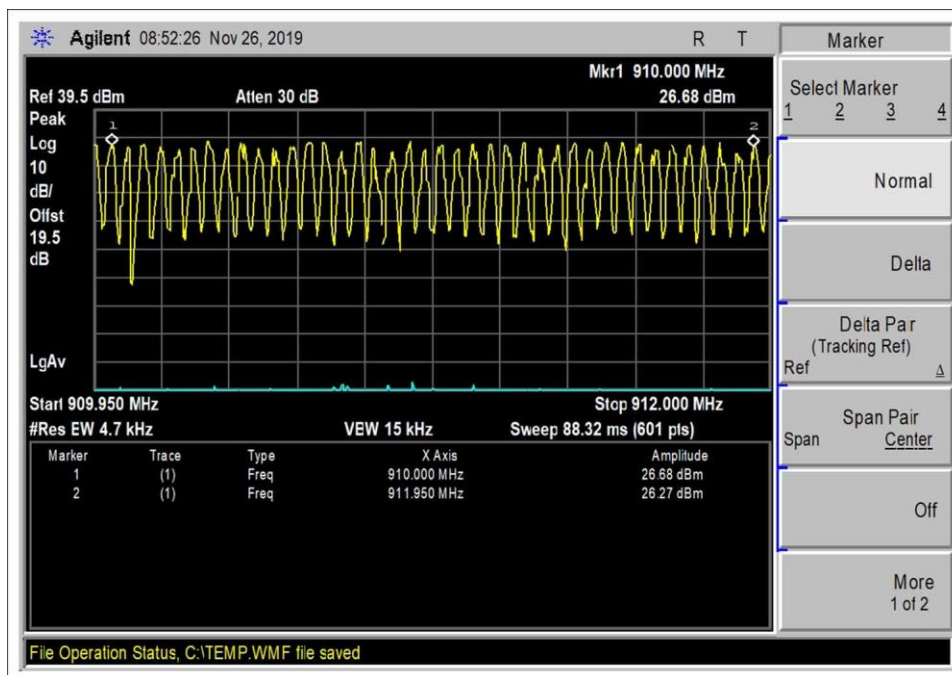 Agilent 08:52:26 Nov 26, 2019 R T
Mkr1 910.000 MHz
Ref 39.5 dBm Atten 30 dB 26.68 dBm
Peak
Log
10
dB/
Offst
19.5
dB
LgAv
1
2
Start 909.950 MHz Stop 912.000 MHz
#Res EW 4.7 kHz VBW 15 kHz Sweep 88.32 ms (601 pts)
Marker Trace Type X Axis Amplitude
1 (1) Freq 910.000 MHz 26.68 dBm
2 (1) Freq 911.950 MHz 26.27 dBm
File Operation Status, C:\TEMP.WMF file saved
Marker
Select Marker
1 2 3 4
Normal
Delta
Delta Pair
(Tracking Ref)
Ref Δ
Span Pair
Span Center
Off
More
1 of 2